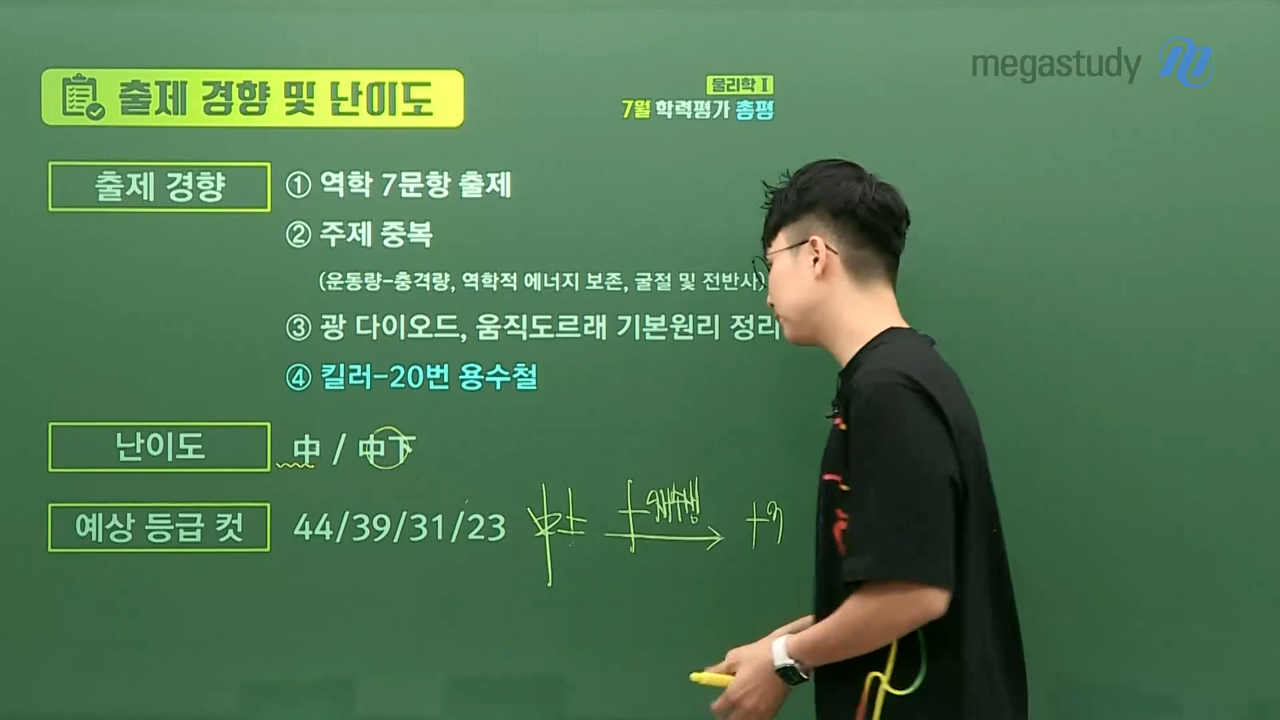 megastudy
출제 경향 및 난이도
물리학 Ⅰ
7월 학력평가 총평
출제 경향
① 역학 7문항 출제
② 주제 중복
(운동량-충격량, 역학적 에너지 보존, 굴절 및 전반사)
③ 광 다이오드, 움직도르래 기본원리 정리
④ 킬러-20번 용수철
난이도
中 / 中下
예상 등급 컷
44/39/31/23
+3